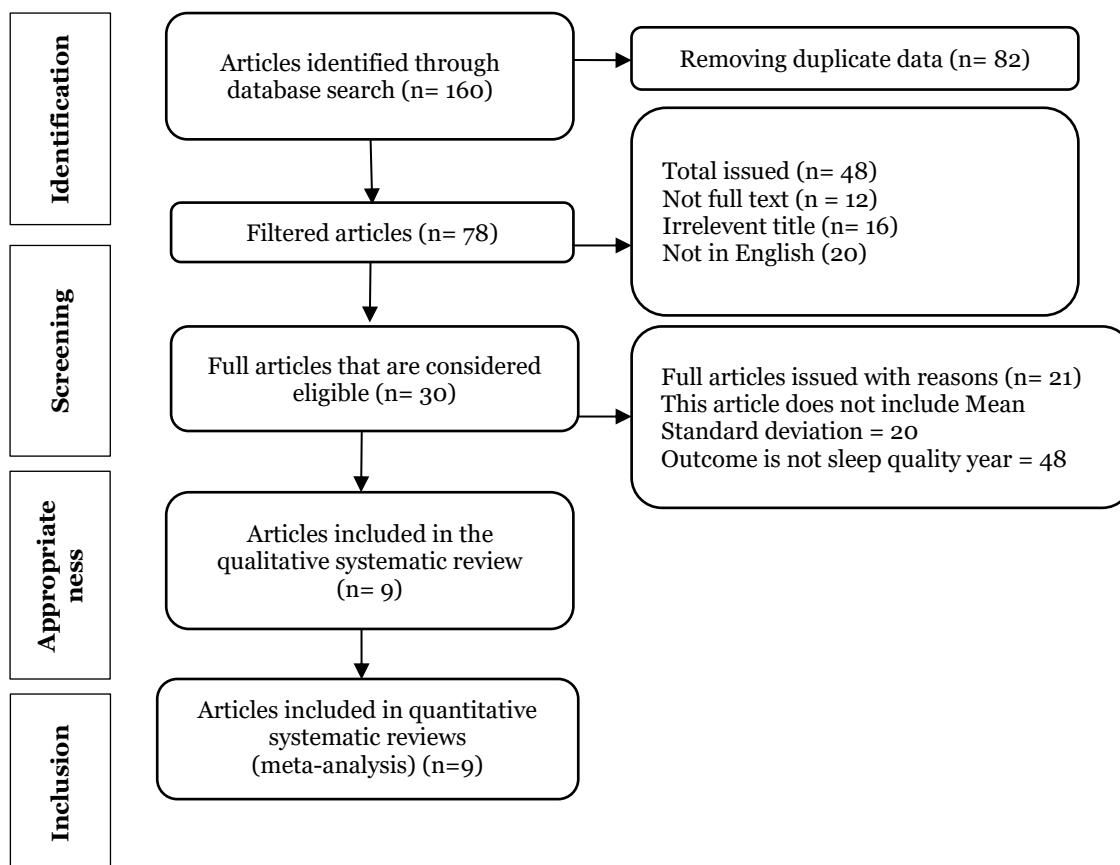 Identification
Articles identified through
database search (n= 160)
Removing duplicate data (n= 82)
Filtered articles (n= 78)
Total issued (n= 48)
Not full text (n = 12)
Irrelevent title (n= 16)
Not in English (20)
Screening
Full articles that are considered
eligible (n= 30)
Full articles issued with reasons (n= 21)
This article does not include Mean
Standard deviation = 20
Outcome is not sleep quality year = 48
Appropriate
ness
Articles included in the
qualitative systematic review
(n= 9)
Inclusion
Articles included in quantitative
systematic reviews
(meta-analysis) (n=9)